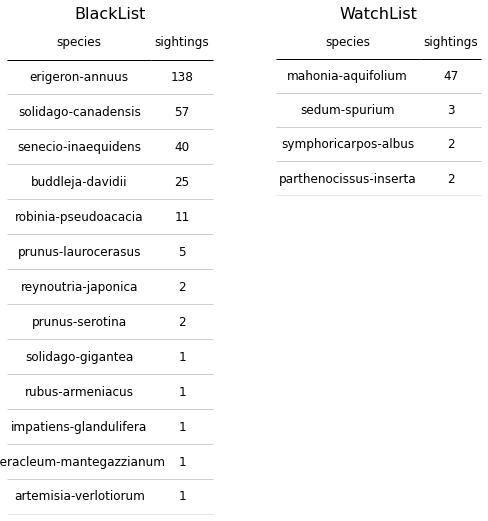 BlackList
species sightings
erigeron-annuus 138
solidago-canadensis 57
senecio-inaequidens 40
buddleja-davidii 25
robinia-pseudoacacia 11
prunus-laurocerasus 5
reynoutria-japonica 2
prunus-serotina 2
solidago-gigantea 1
rubus-armeniacus 1
impatiens-glandulifera 1
eracleum-mantegazzianum 1
artemisia-verlotiorum 1
WatchList
species sightings
mahonia-aquifolium 47
sedum-spurium 3
symphoricarpos-albus 2
parthenocissus-inserta 2